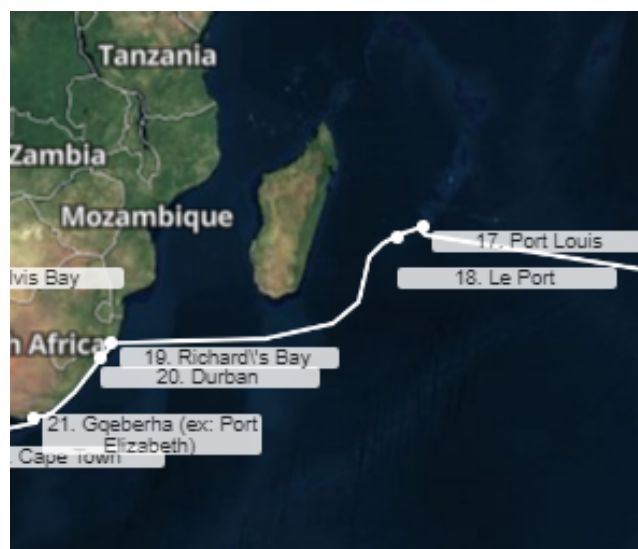 Tanzania
Zambia
Mozambique
17. Port Louis
lvis Bay
18. Le Port
n Africa
19. Richard\'s Bay
20. Durban
21. Gqeberha (ex: Port
Elizabeth)
. Cape Town